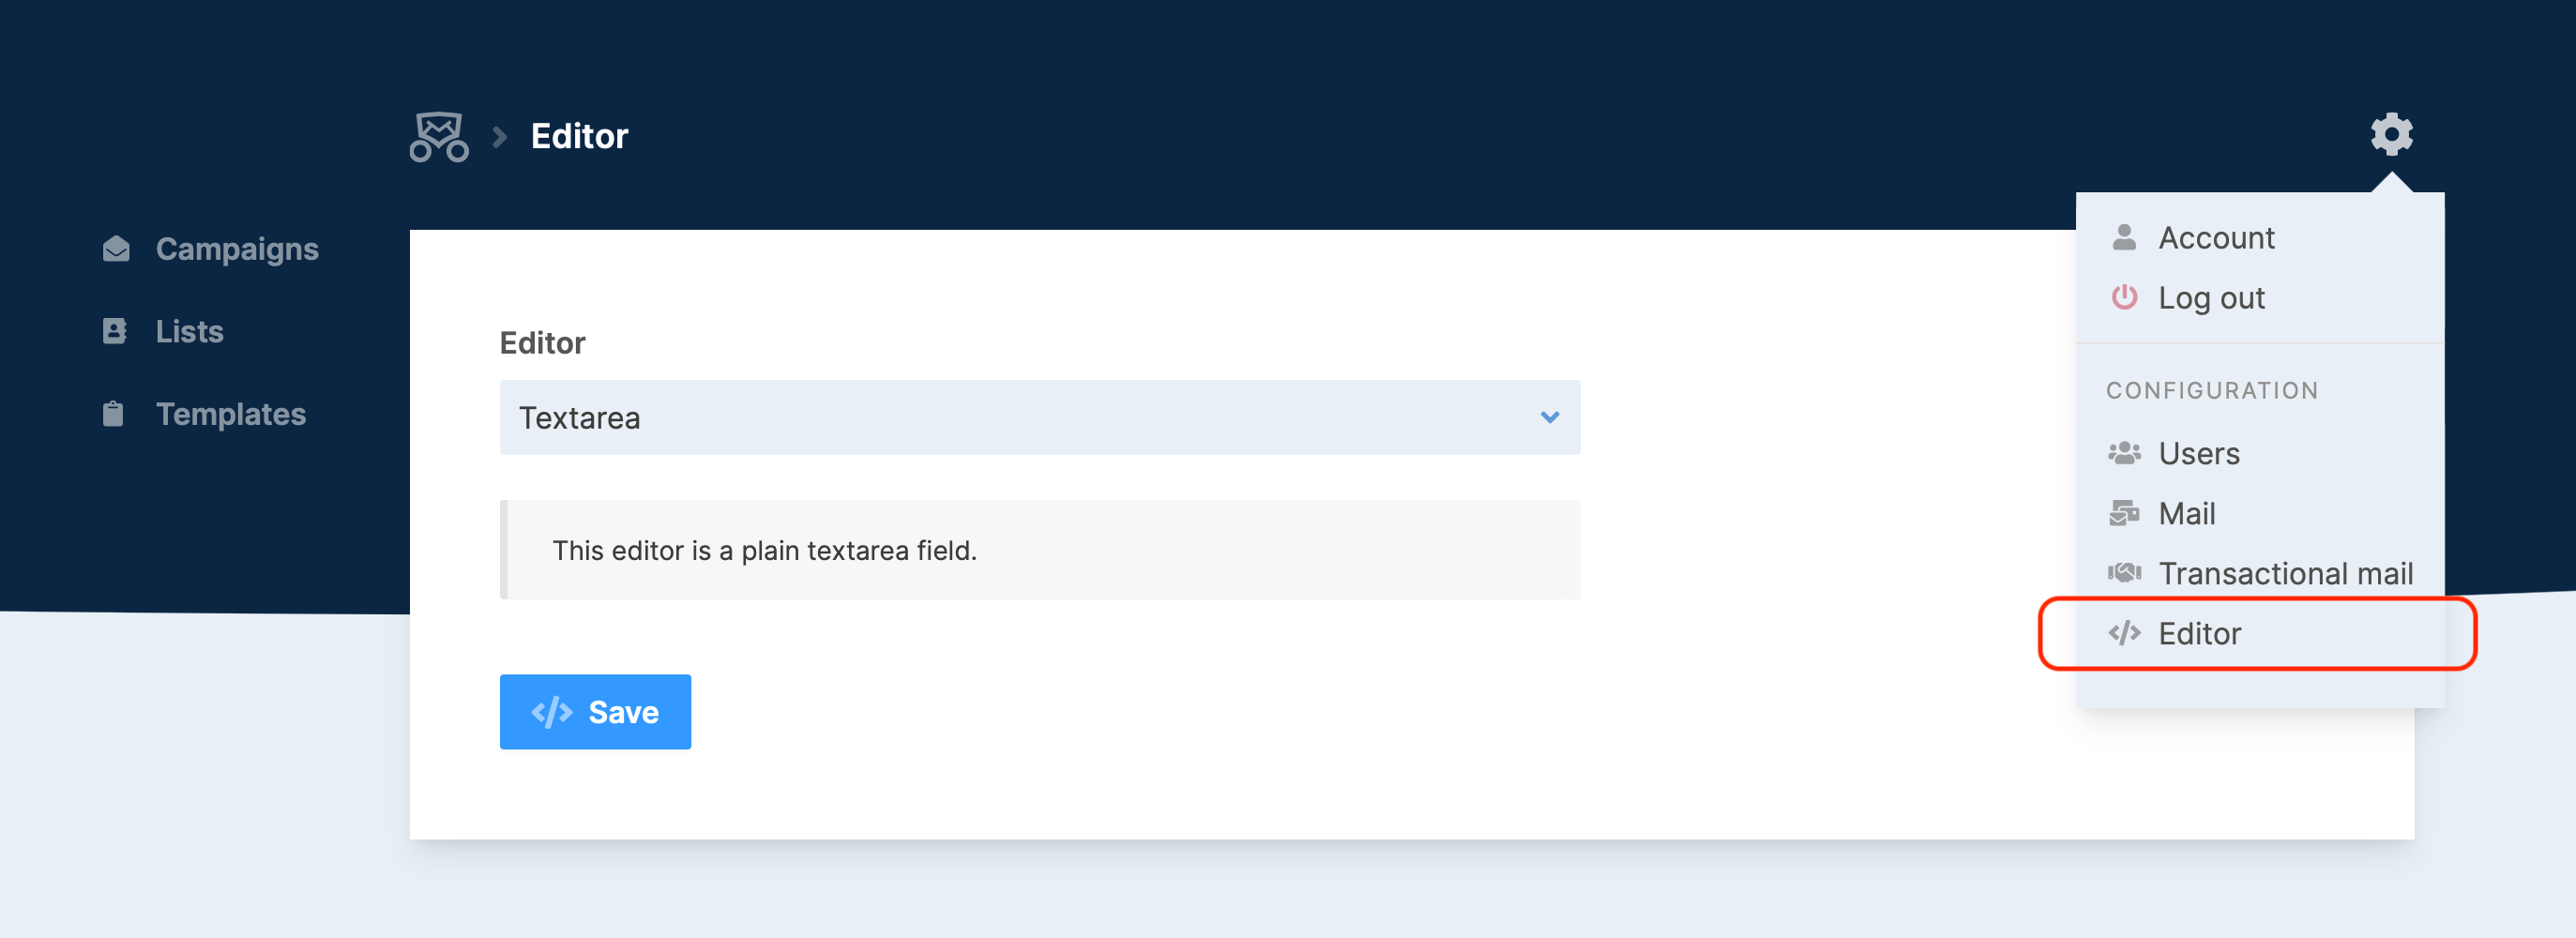 Editor
Campaigns
Lists
Templates
Editor
Textarea
This editor is a plain textarea field.
Save
Account
Log out
CONFIGURATION
Users
Mail
Transactional mail
Editor